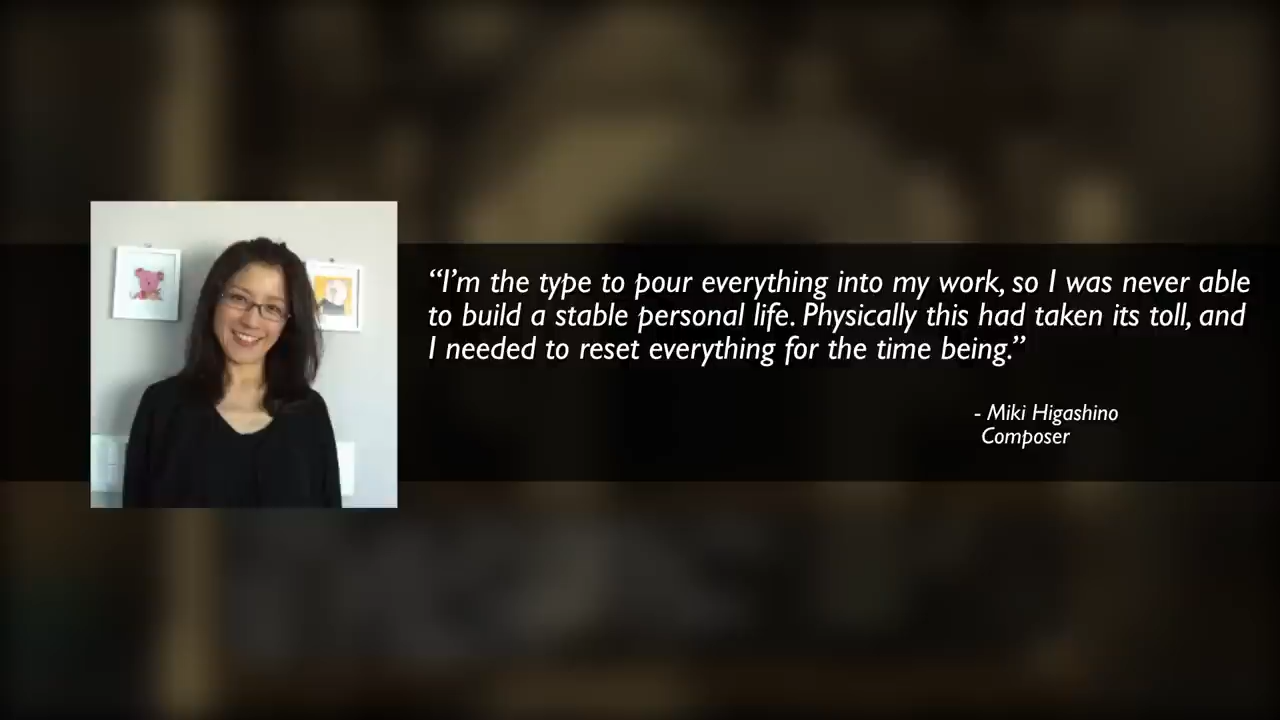 “I’m the type to pour everything into my work, so I was never able
to build a stable personal life. Physically this had taken its toll, and
I needed to reset everything for the time being.”
- Miki Higashino
Composer